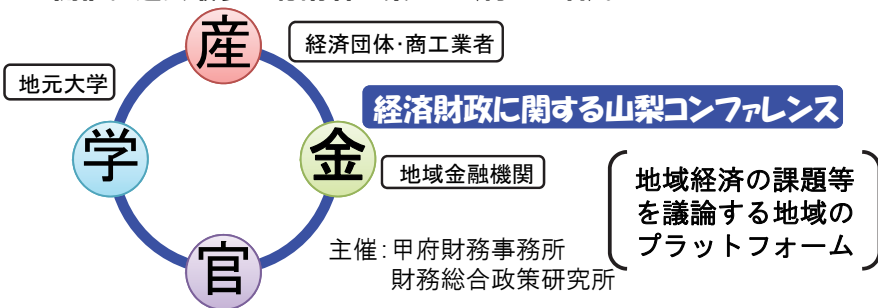 産
経済団体･商工業者
地元大学
経済財政に関する山梨コンファレンス
学
金
地域金融機関
地域経済の課題等
を議論する地域の
プラットフォーム
官
主催:甲府財務事務所
財務総合政策研究所